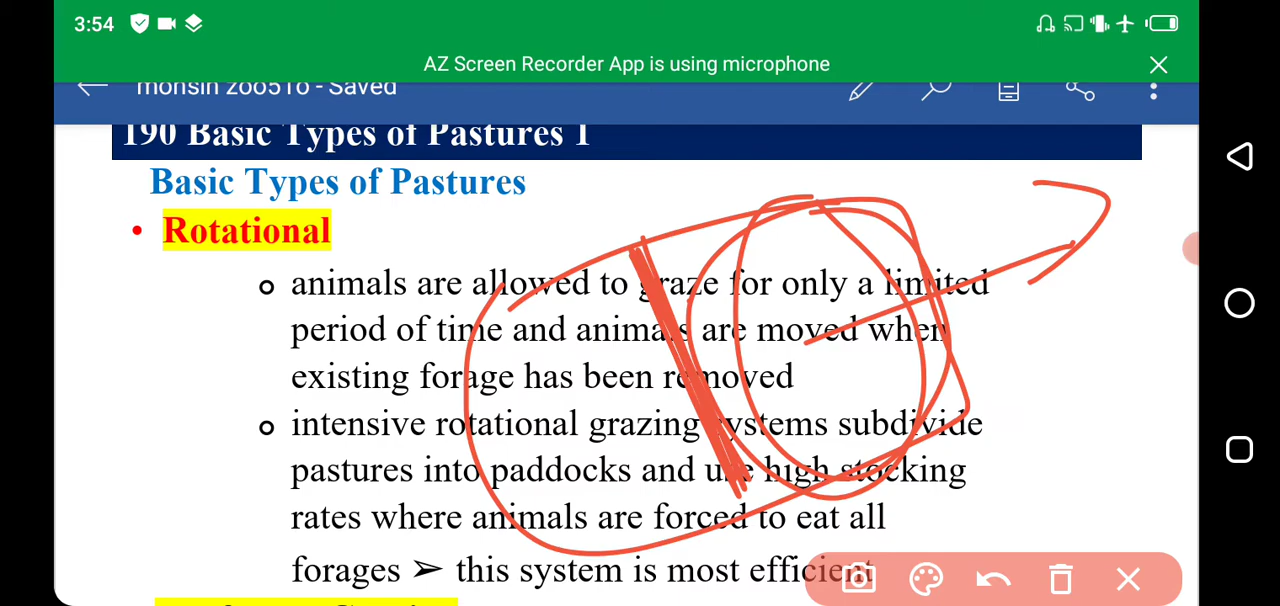 3:54
AZ Screen Recorder App is using microphone
mohsin zoo510 - Saved
190 Basic Types of Pastures 1
Basic Types of Pastures
• Rotational
o animals are allowed to graze for only a limited
period of time and animals are moved when
existing forage has been removed
o intensive rotational grazing systems subdivide
pastures into paddocks and use high stocking
rates where animals are forced to eat all
forages ➢ this system is most efficient